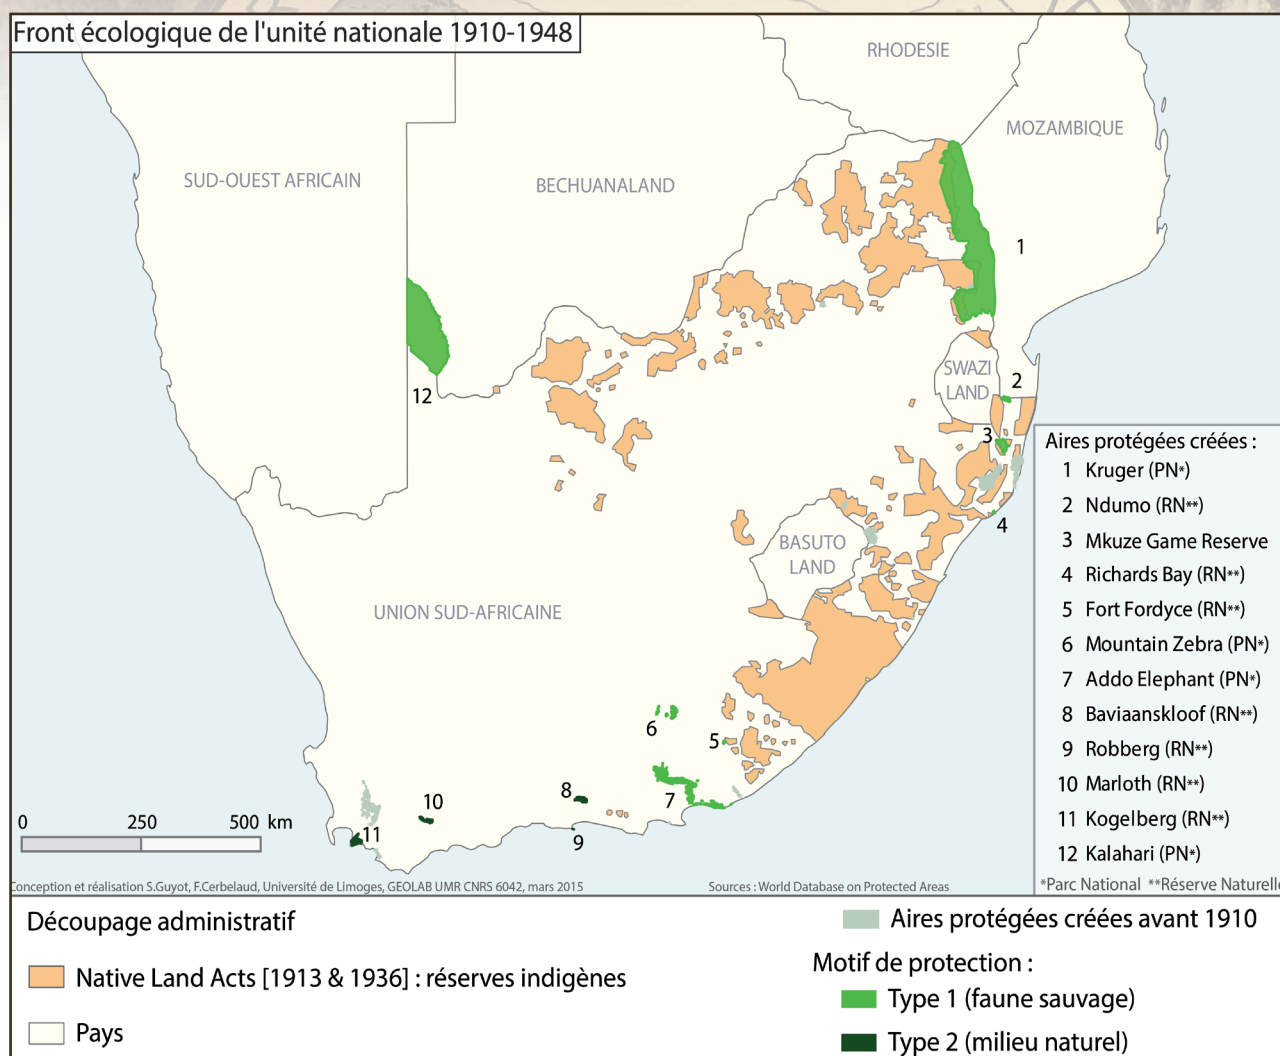 Front écologique de l'unité nationale 1910-1948
RHODESIE
MOZAMBIQUE
SUD-OUEST AFRICAIN
BECHUANALAND
1
12
SWAZI
LAND
2
3
4
BASUTO
LAND
UNION SUD-AFRICAINE
6
5
7
8
9
10
11
0 250 500 km
Aires protégées créées :
1 Kruger (PN*)
2 Ndumo (RN**)
3 Mkuze Game Reserve
4 Richards Bay (RN**)
5 Fort Fordyce (RN**)
6 Mountain Zebra (PN*)
7 Addo Elephant (PN*)
8 Baviaanskloof (RN**)
9 Robberg (RN**)
10 Marloth (RN**)
11 Kogelberg (RN**)
12 Kalahari (PN*)
*Parc National **Réserve Naturelle
Conception et réalisation S.Guyot, F.Cerbelaud, Université de Limoges, GEOLAB UMR CNRS 6042, mars 2015
Sources : World Database on Protected Areas
Découpage administratif
Native Land Acts [1913 & 1936] : réserves indigènes
Pays
Aires protégées créées avant 1910
Motif de protection :
Type 1 (faune sauvage)
Type 2 (milieu naturel)